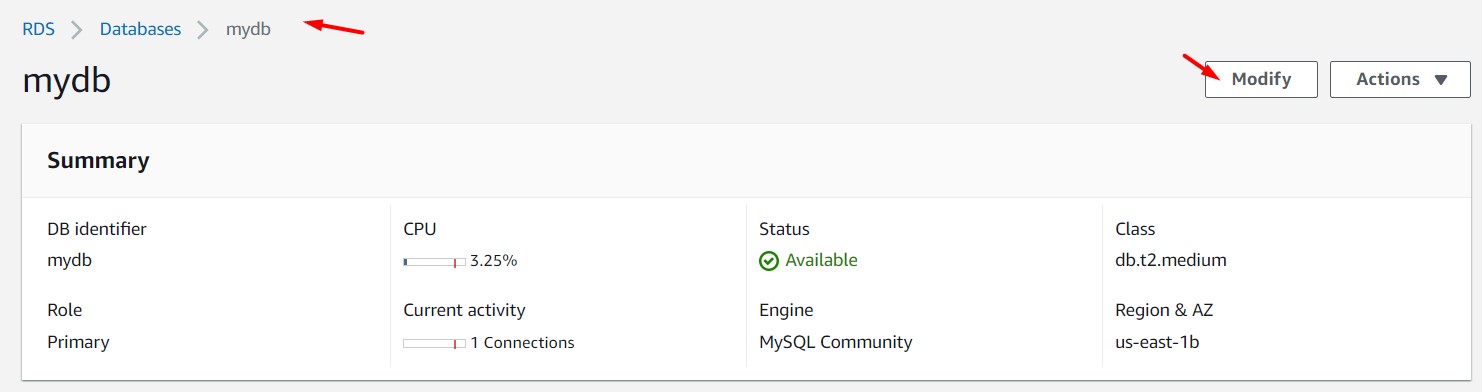 RDS > Databases > mydb
mydb
Modify
Actions
Summary
DB identifier
CPU
Status
Class
mydb
3.25%
Available
db.t2.medium
Role
Current activity
Engine
Region & AZ
Primary
1 Connections
MySQL Community
us-east-1b